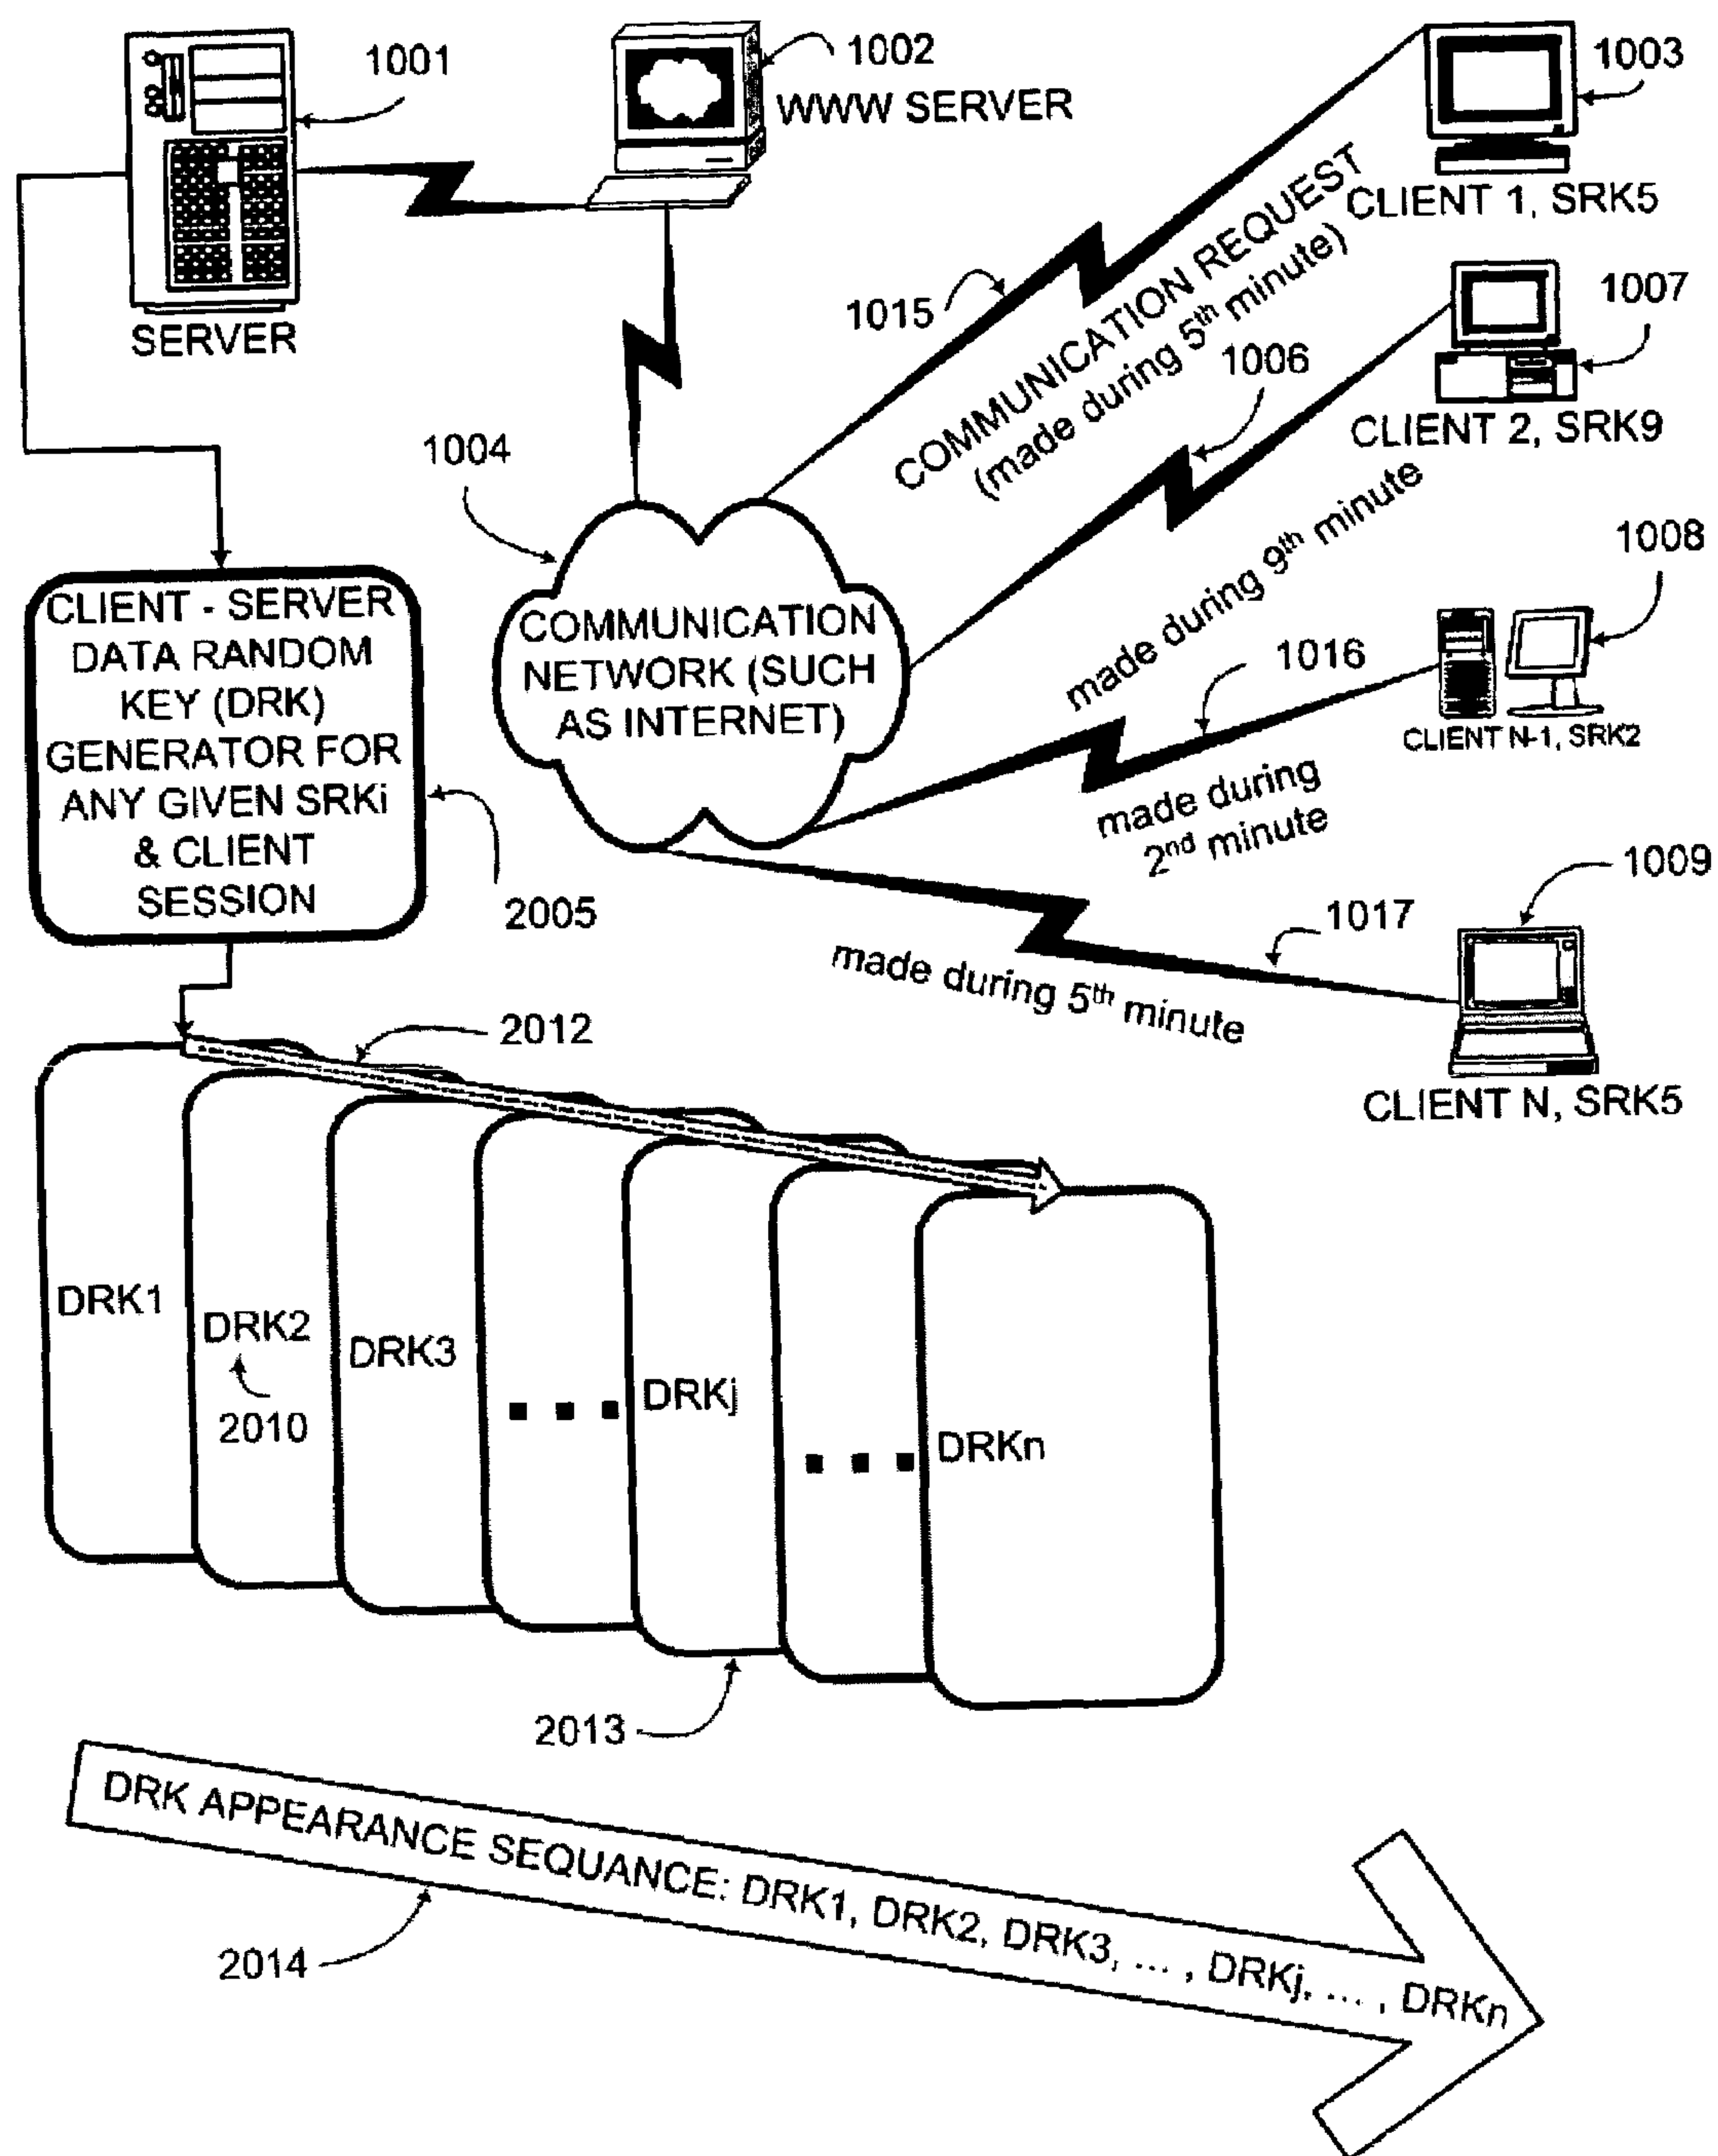 1001
1002
WWW SERVER
1003
CLIENT 1, SRK5
SERVER
1015
COMMUNICATION REQUEST
(made during 5th minute)
1006
1007
CLIENT 2, SRK9
made during 9th minute
1004
COMMUNICATION
NETWORK (SUCH
AS INTERNET)
1008
CLIENT N-1, SRK2
1016
made during
2nd minute
CLIENT - SERVER
DATA RANDOM
KEY (DRK)
GENERATOR FOR
ANY GIVEN SRKi
& CLIENT
SESSION
2005
1009
1017
made during 5th minute
CLIENT N, SRK5
2012
DRK1
DRK2
2010
DRK3
...
DRKj
...
DRKn
2013
DRK APPEARANCE SEQUANCE: DRK1, DRK2, DRK3, ... , DRKj, ... , DRKn
2014